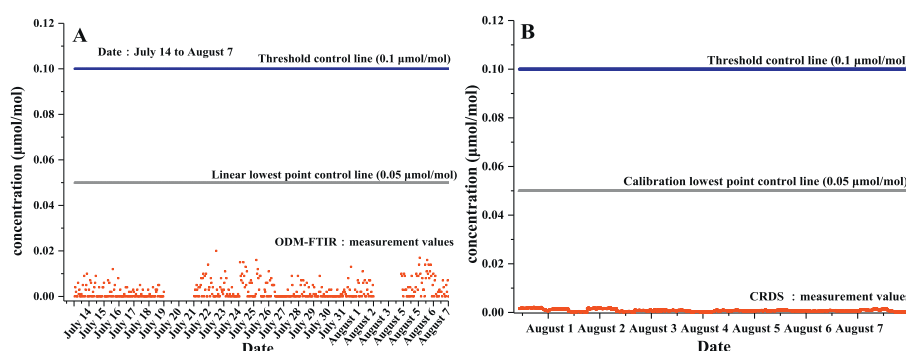 A
Date : July 14 to August 7
Threshold control line (0.1 µmol/mol)
Linear lowest point control line (0.05 µmol/mol)
ODM-FTIR : measurement values
concentration (µmol/mol)
0.12
0.10
0.08
0.06
0.04
0.02
0.00
July 14
July 15
July 16
July 17
July 18
July 19
July 20
July 21
July 22
July 23
July 24
July 25
July 26
July 27
July 28
July 29
July 30
July 31
August 1
August 2
August 3
August 5
August 5
August 6
August 7
Date
B
Threshold control line (0.1 µmol/mol)
Calibration lowest point control line (0.05 µmol/mol)
CRDS : measurement values
concentration (µmol/mol)
0.12
0.10
0.08
0.06
0.04
0.02
0.00
August 1
August 2
August 3
August 4
August 5
August 6
August 7
Date